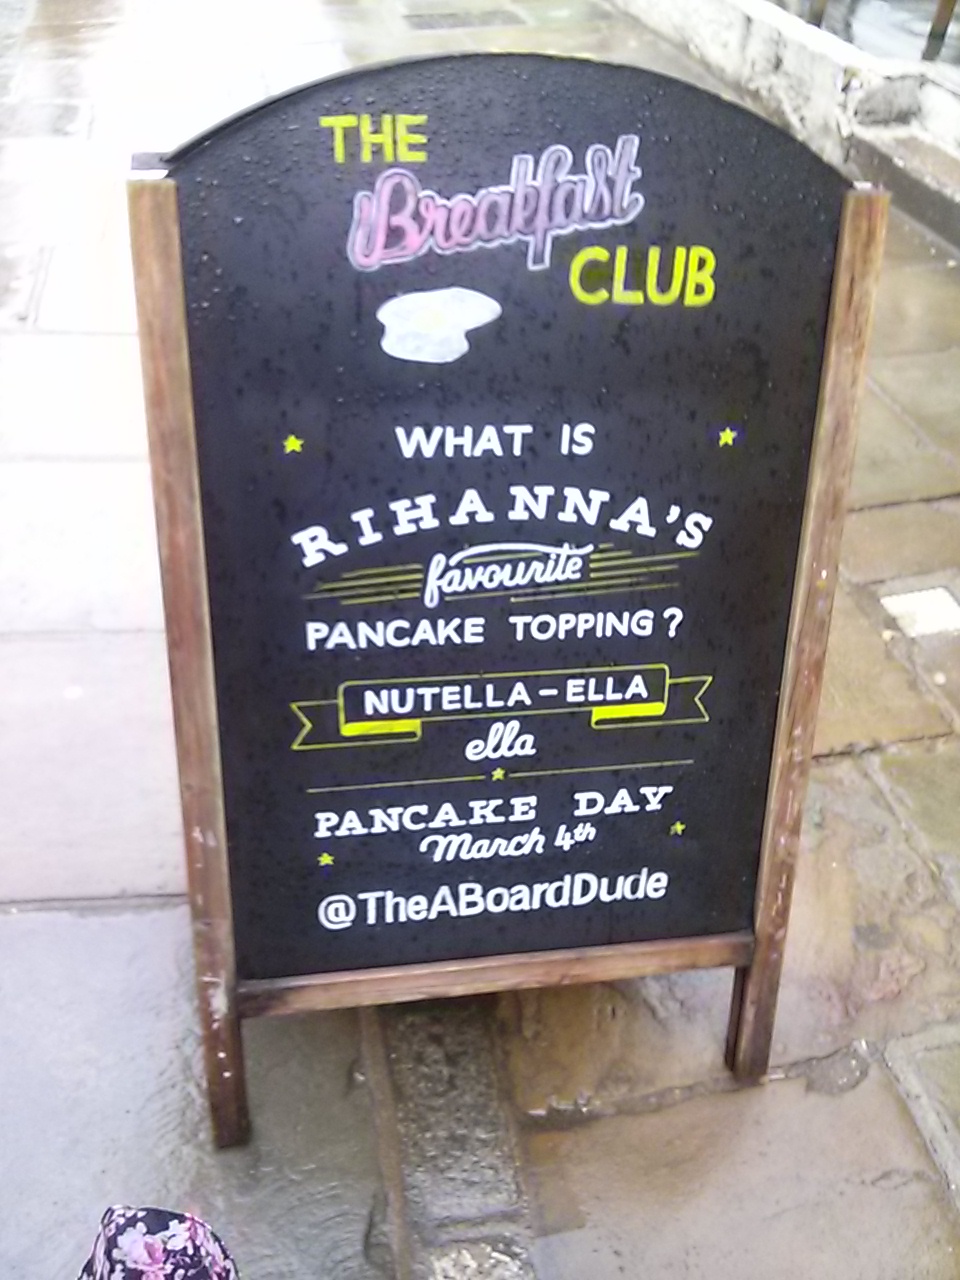 THE
Breakfast
CLUB
WHAT IS
RIHANNA'S
favourite
PANCAKE TOPPING?
NUTELLA-ELLA
ella
PANCAKE DAY
March 4th
@TheABoardDude